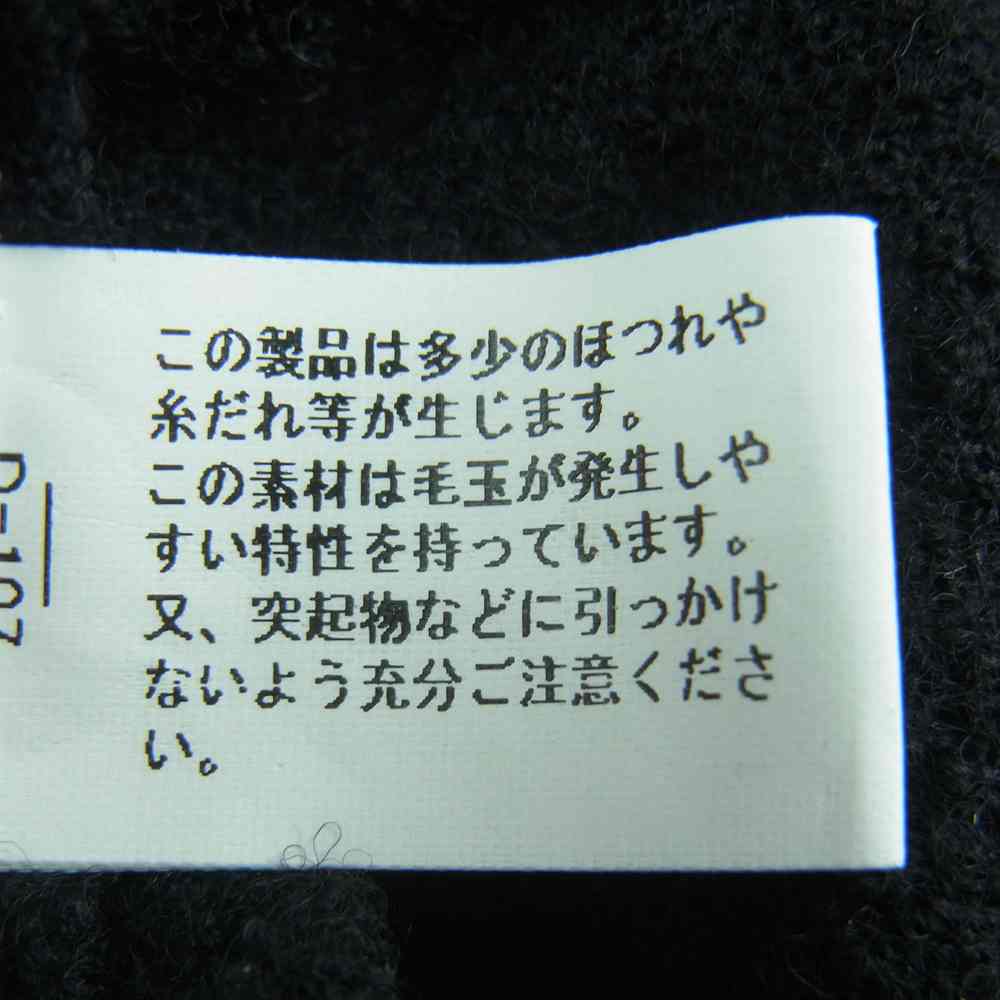 この製品は多少のほつれや
糸だれ等が生じます。
この素材は毛玉が発生しや
すい特性を持っています。
又、突起物などに引っかけ
ないよう充分ご注意くださ
い。